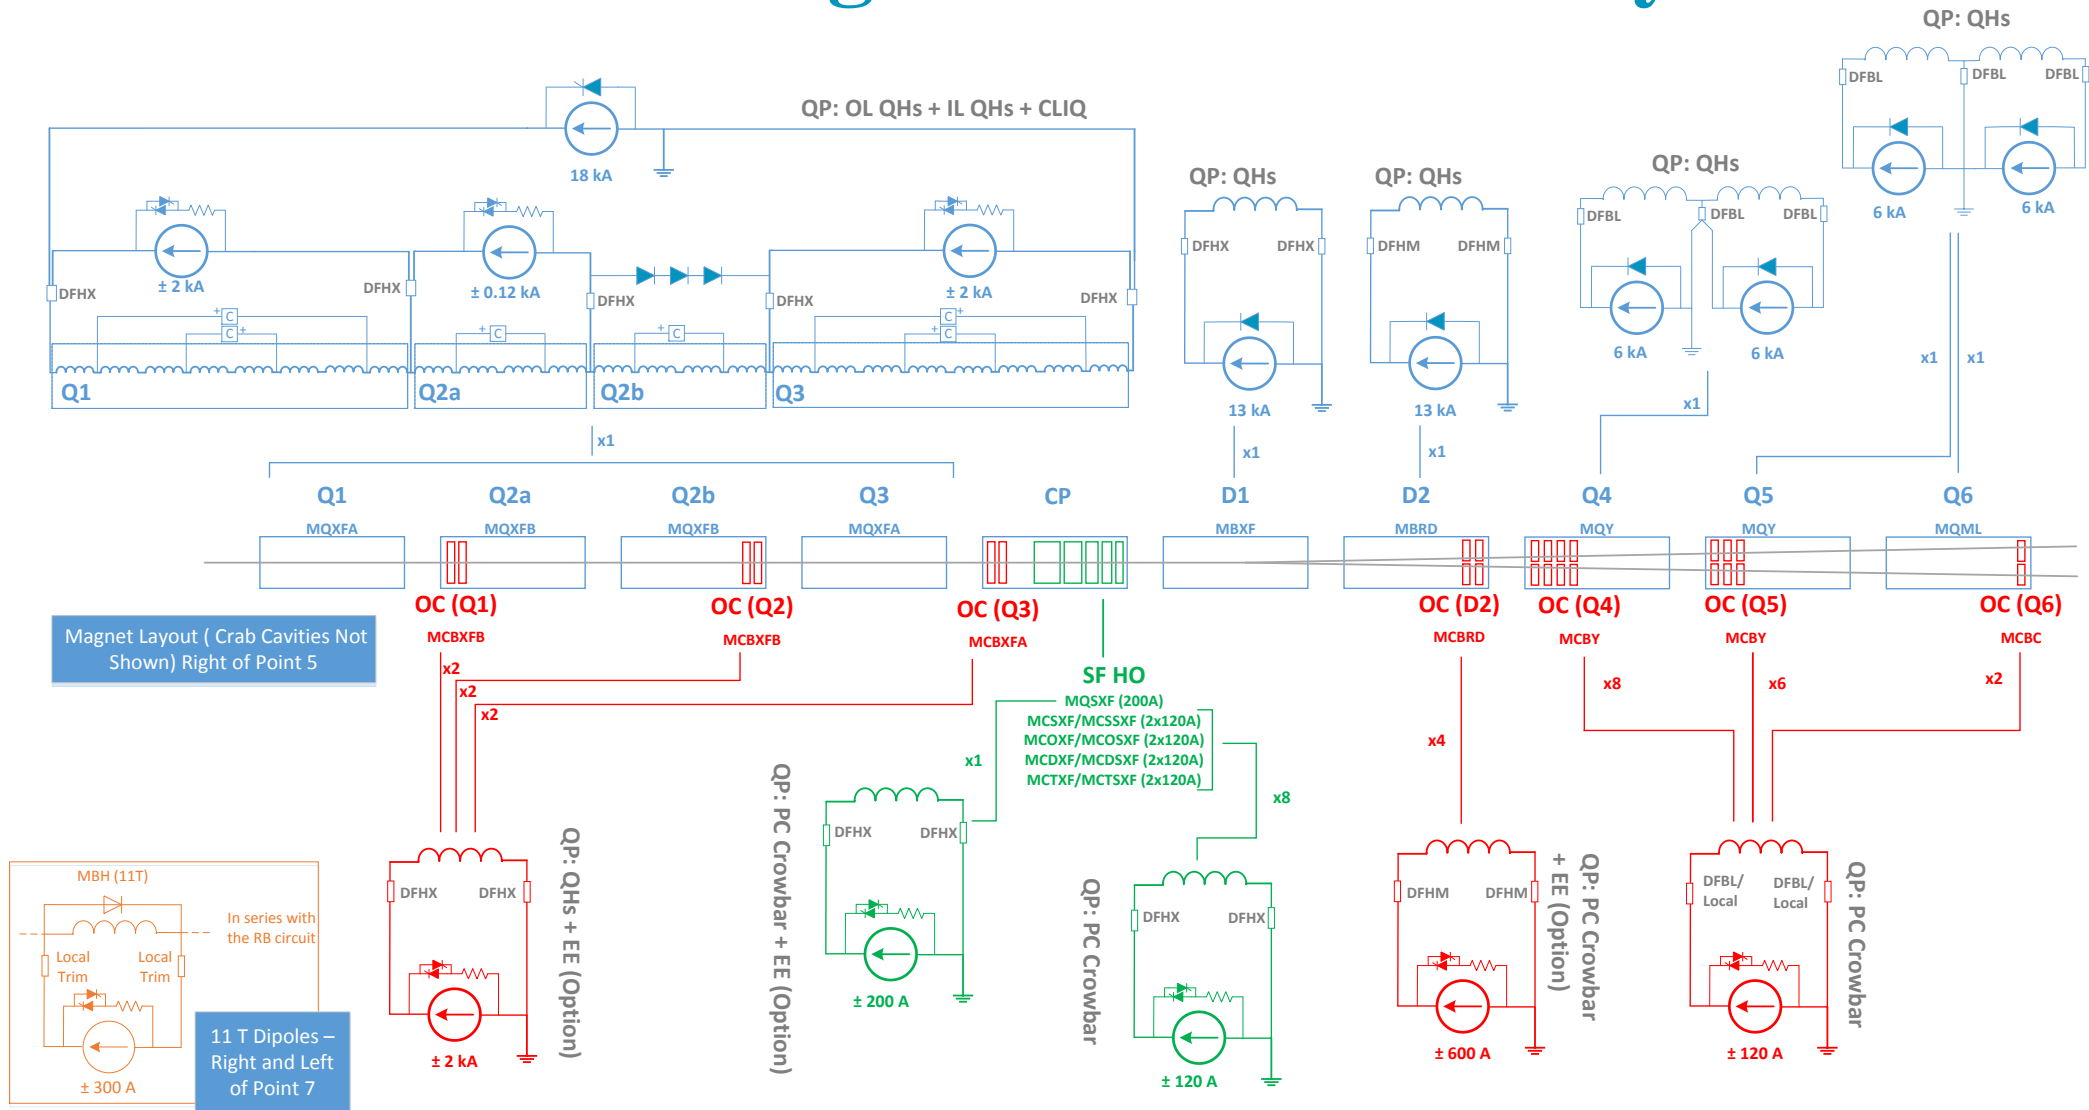 QP: QHs
DFBL
DFBL
DFBL
QP: OL QHs + IL QHs + CLIQ
18 kA
QP: QHs
QP: QHs
QP: QHs
6 kA
6 kA
± 2 kA
± 0.12 kA
± 2 kA
DFHX
DFHX
DFHX
DFHX
DFHX
DFHX
DFHX
DFHM
DFHM
DFBL
DFBL
DFBL
+ C
C +
+ C
+ C
C +
+ C
6 kA
6 kA
x1
x1
Q1
Q2a
Q2b
Q3
13 kA
13 kA
x1
x1
x1
x1
Q1
Q2a
Q2b
Q3
CP
D1
D2
Q4
Q5
Q6
MQXFA
MQXFB
MQXFB
MQXFA
MBXF
MBRD
MQY
MQY
MQML
OC (Q1)
OC (Q2)
OC (Q3)
OC (D2)
OC (Q4)
OC (Q5)
OC (Q6)
MCBXFB
MCBXFB
MCBXFA
MCBRD
MCBY
MCBY
MCBC
Magnet Layout ( Crab Cavities Not
Shown) Right of Point 5
x2
x2
x2
SF HO
MQSXF (200A)
MCSXF/MCSSXF (2x120A)
MCOXF/MCOSXF (2x120A)
MCDXF/MCDSXF (2x120A)
MCTXF/MCTSXF (2x120A)
x1
x8
x4
x8
x6
x2
MBH (11T)
In series with
the RB circuit
Local
Trim
Local
Trim
± 300 A
11 T Dipoles –
Right and Left
of Point 7
DFHX
DFHX
± 2 kA
QP: QHs + EE (Option)
QP: PC Crowbar + EE (Option)
DFHX
DFHX
± 200 A
QP: PC Crowbar
DFHX
DFHX
± 120 A
DFHM
DFHM
± 600 A
QP: PC Crowbar
+ EE (Option)
DFBL/
Local
DFBL/
Local
± 120 A
QP: PC Crowbar